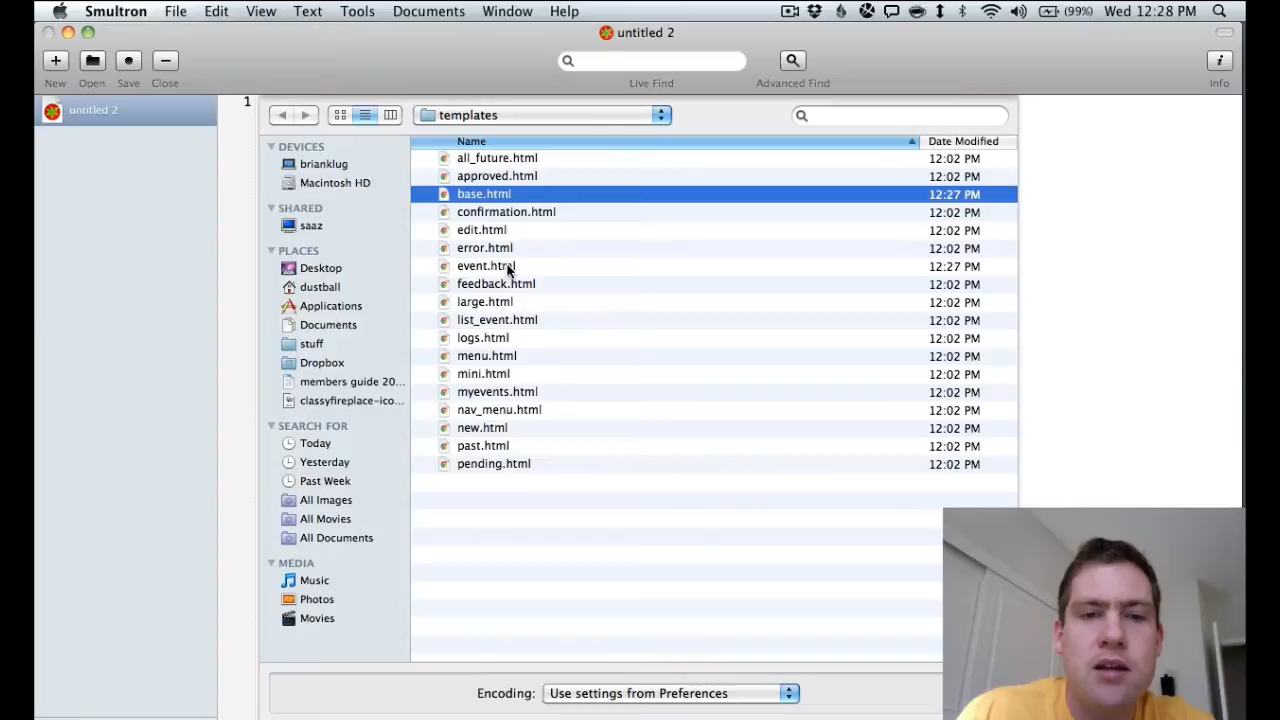 Smultron File Edit View Text Tools Documents Window Help (99%) Wed 12:28 PM
untitled 2
New Open Save Close Live Find Advanced Find Info
untitled 2
1
templates
Name Date Modified
DEVICES
brianklug
Macintosh HD
SHARED
saaz
PLACES
Desktop
dustball
Applications
Documents
stuff
Dropbox
members guide 20...
classyfireplace-ico...
SEARCH FOR
Today
Yesterday
Past Week
All Images
All Movies
All Documents
MEDIA
Music
Photos
Movies
all_future.html 12:02 PM
approved.html 12:02 PM
base.html 12:27 PM
confirmation.html 12:02 PM
edit.html 12:02 PM
error.html 12:02 PM
event.html 12:27 PM
feedback.html 12:02 PM
large.html 12:02 PM
list_event.html 12:02 PM
logs.html 12:02 PM
menu.html 12:02 PM
mini.html 12:02 PM
myevents.html 12:02 PM
nav_menu.html 12:02 PM
new.html 12:02 PM
past.html 12:02 PM
pending.html 12:02 PM
Encoding: Use settings from Preferences